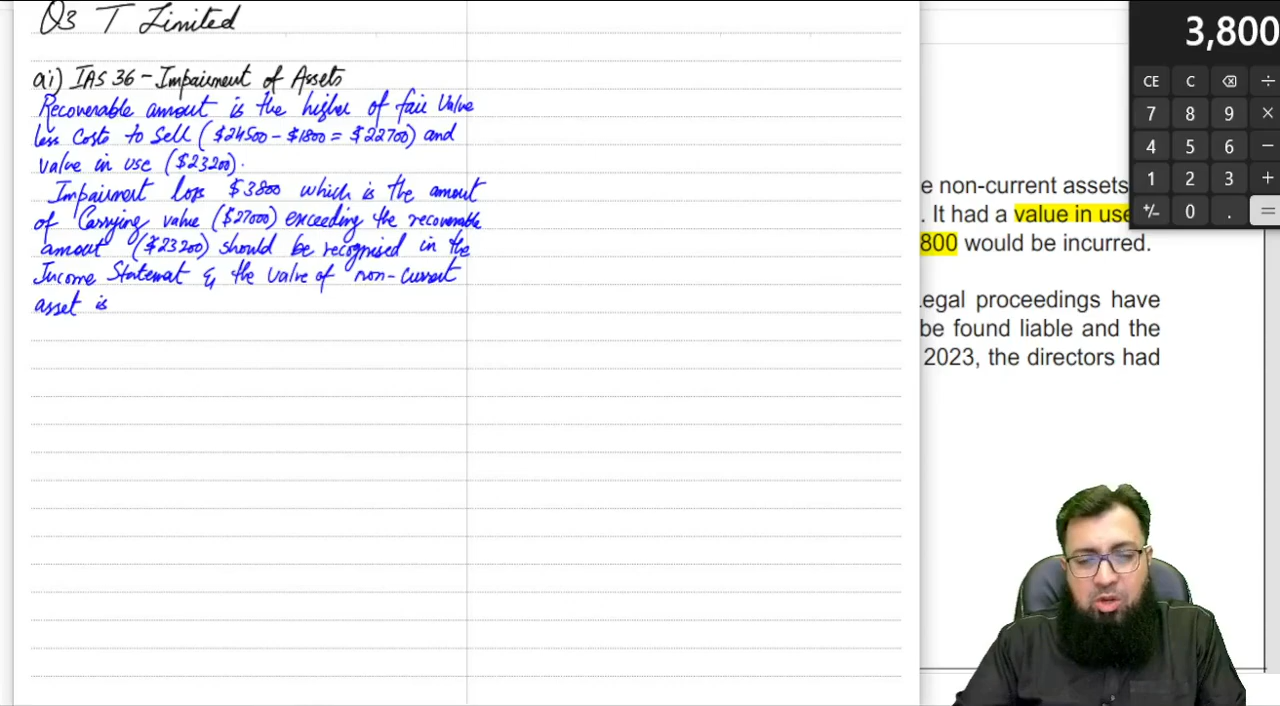 Q3 T Limited
ai) IAS 36 - Impairment of Assets
Recoverable amount is the higher of fair Value
less Costs to Sell ($24500 - $1800 = $22700) and
value in use ($23200).
Impairment loss $3800 which is the amount
of Carrying value ($27000) exceeding the recoverable
amount ($23200) should be recognised in the
Income Statement & the value of non-current
asset is
3,800
CE C ⌫ ÷
7 8 9 ×
4 5 6 −
1 2 3 +
+/- 0 . =
e non-current assets
. It had a value in use
800 would be incurred.
Legal proceedings have
be found liable and the
2023, the directors had